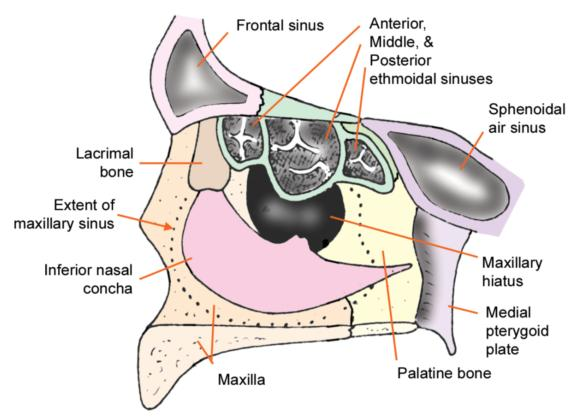 Frontal sinus
Anterior,
Middle, &
Posterior
ethmoidal sinuses
Sphenoidal
air sinus
Lacrimal
bone
Extent of
maxillary sinus
Inferior nasal
concha
Maxillary
hiatus
Medial
pterygoid
plate
Palatine bone
Maxilla